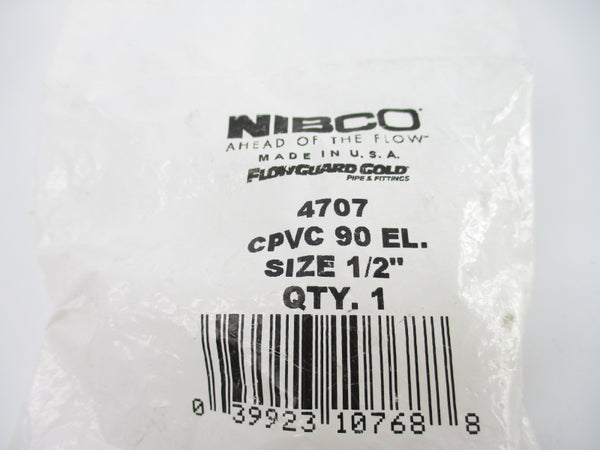 NIBCO®
AHEAD OF THE FLOW™
MADE IN U.S.A.
FLOWGUARD GOLD®
PIPE & FITTINGS
4707
CPVC 90 EL.
SIZE 1/2"
QTY. 1
0 39923 10768 8